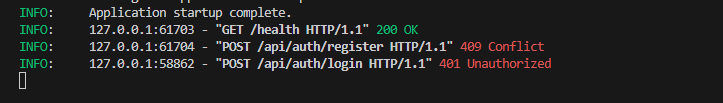 INFO:     Application startup complete.
INFO:     127.0.0.1:61703 - "GET /health HTTP/1.1" 200 OK
INFO:     127.0.0.1:61704 - "POST /api/auth/register HTTP/1.1" 409 Conflict
INFO:     127.0.0.1:58862 - "POST /api/auth/login HTTP/1.1" 401 Unauthorized